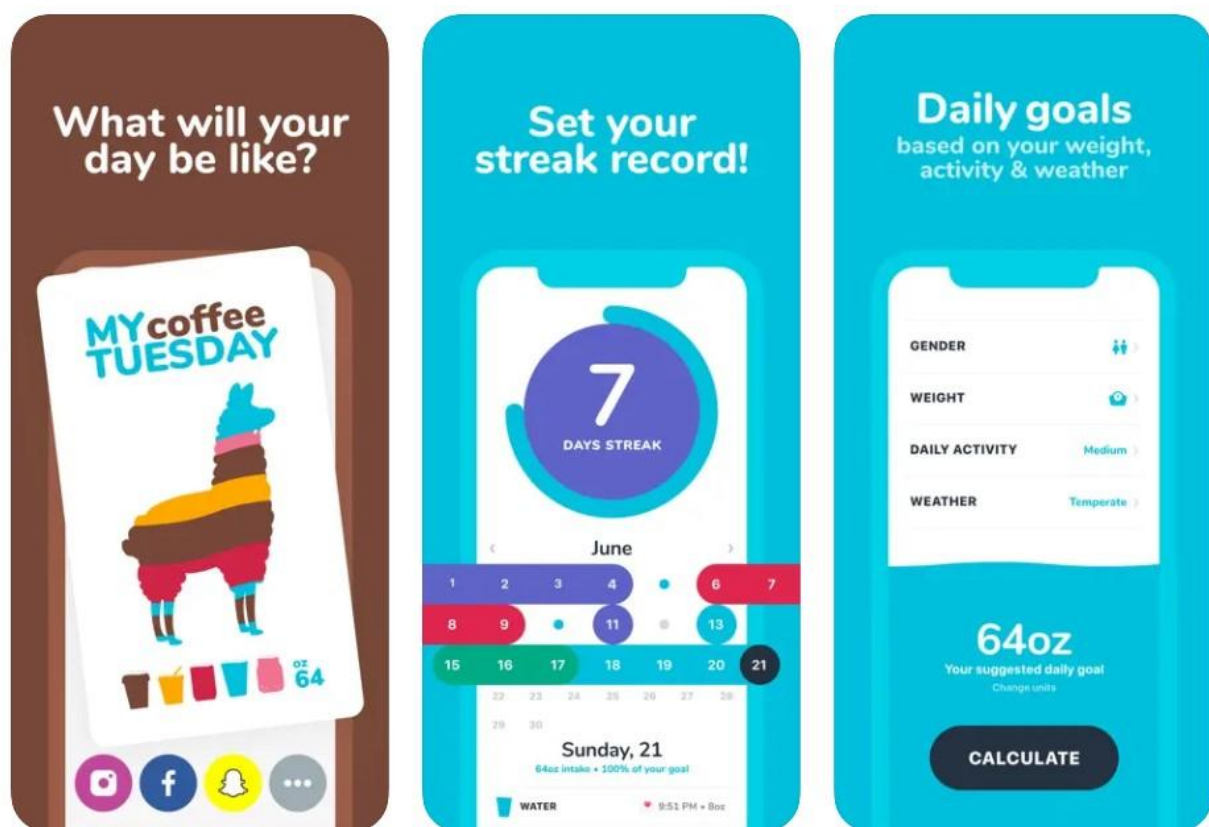 What will your
day be like?
MY coffee
TUESDAY
oz
64
Set your
streak record!
7
DAYS STREAK
‹ June ›
1 2 3 4 6 7
8 9 11 13
15 16 17 18 19 20 21
22 23 24 25 26 27 28
29 30
Sunday, 21
64oz intake • 100% of your goal
WATER 9:51 PM • 8oz
Daily goals
based on your weight,
activity & weather
GENDER
WEIGHT
DAILY ACTIVITY Medium
WEATHER Temperate
64oz
Your suggested daily goal
Change units
CALCULATE